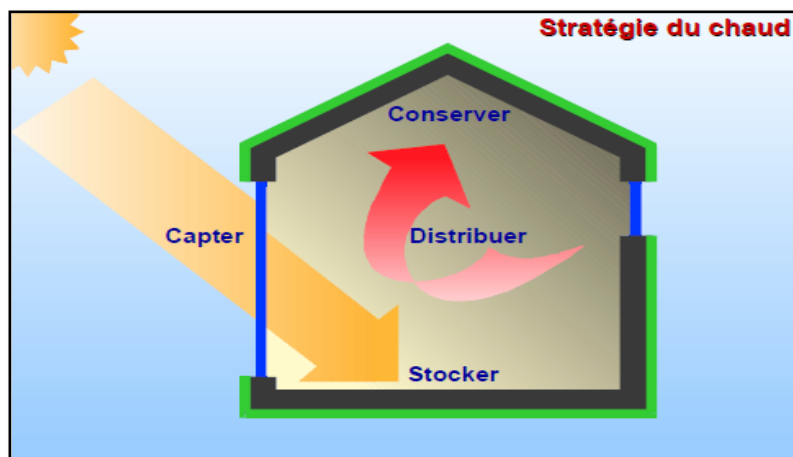 Stratégie du chaud
Conserver
Capter
Distribuer
Stocker